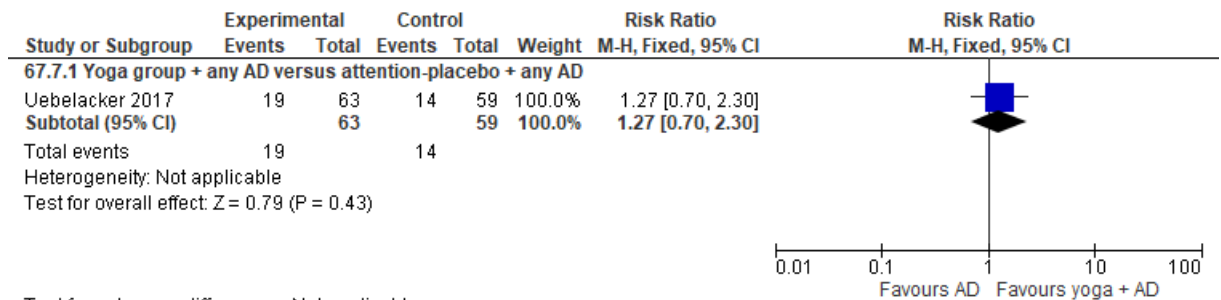 Experimental Control Risk Ratio Risk Ratio
Study or Subgroup Events Total Events Total Weight M-H, Fixed, 95% CI M-H, Fixed, 95% CI
67.7.1 Yoga group + any AD versus attention-placebo + any AD
Uebelacker 2017 19 63 14 59 100.0% 1.27 [0.70, 2.30]
Subtotal (95% CI) 63 59 100.0% 1.27 [0.70, 2.30]
Total events 19 14
Heterogeneity: Not applicable
Test for overall effect: Z = 0.79 (P = 0.43)
0.01 0.1 1 10 100
Favours AD Favours yoga + AD